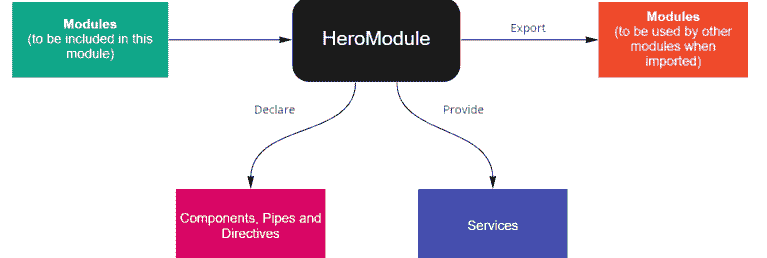 Modules
(to be included in this
module)
HeroModule
Export
Modules
(to be used by other
modules when
imported)
Declare
Provide
Components, Pipes and
Directives
Services